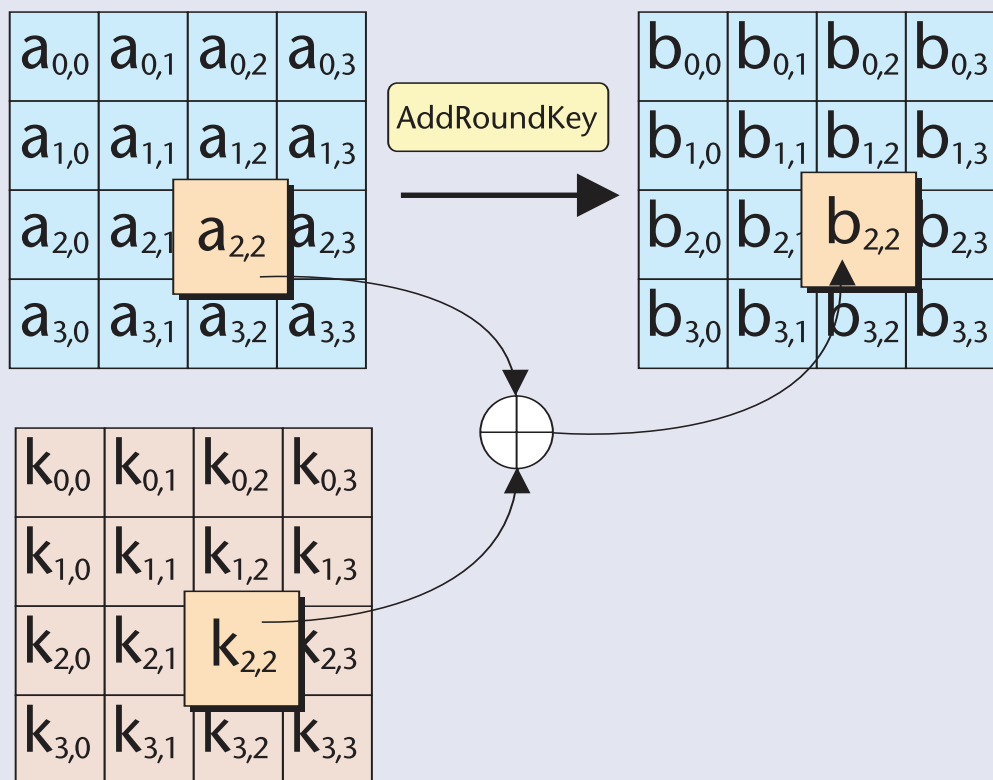 a0,0 a0,1 a0,2 a0,3
a1,0 a1,1 a1,2 a1,3
a2,0 a2,1 a2,2 a2,3
a3,0 a3,1 a3,2 a3,3
AddRoundKey
b0,0 b0,1 b0,2 b0,3
b1,0 b1,1 b1,2 b1,3
b2,0 b2,1 b2,2 b2,3
b3,0 b3,1 b3,2 b3,3
k0,0 k0,1 k0,2 k0,3
k1,0 k1,1 k1,2 k1,3
k2,0 k2,1 k2,2 k2,3
k3,0 k3,1 k3,2 k3,3